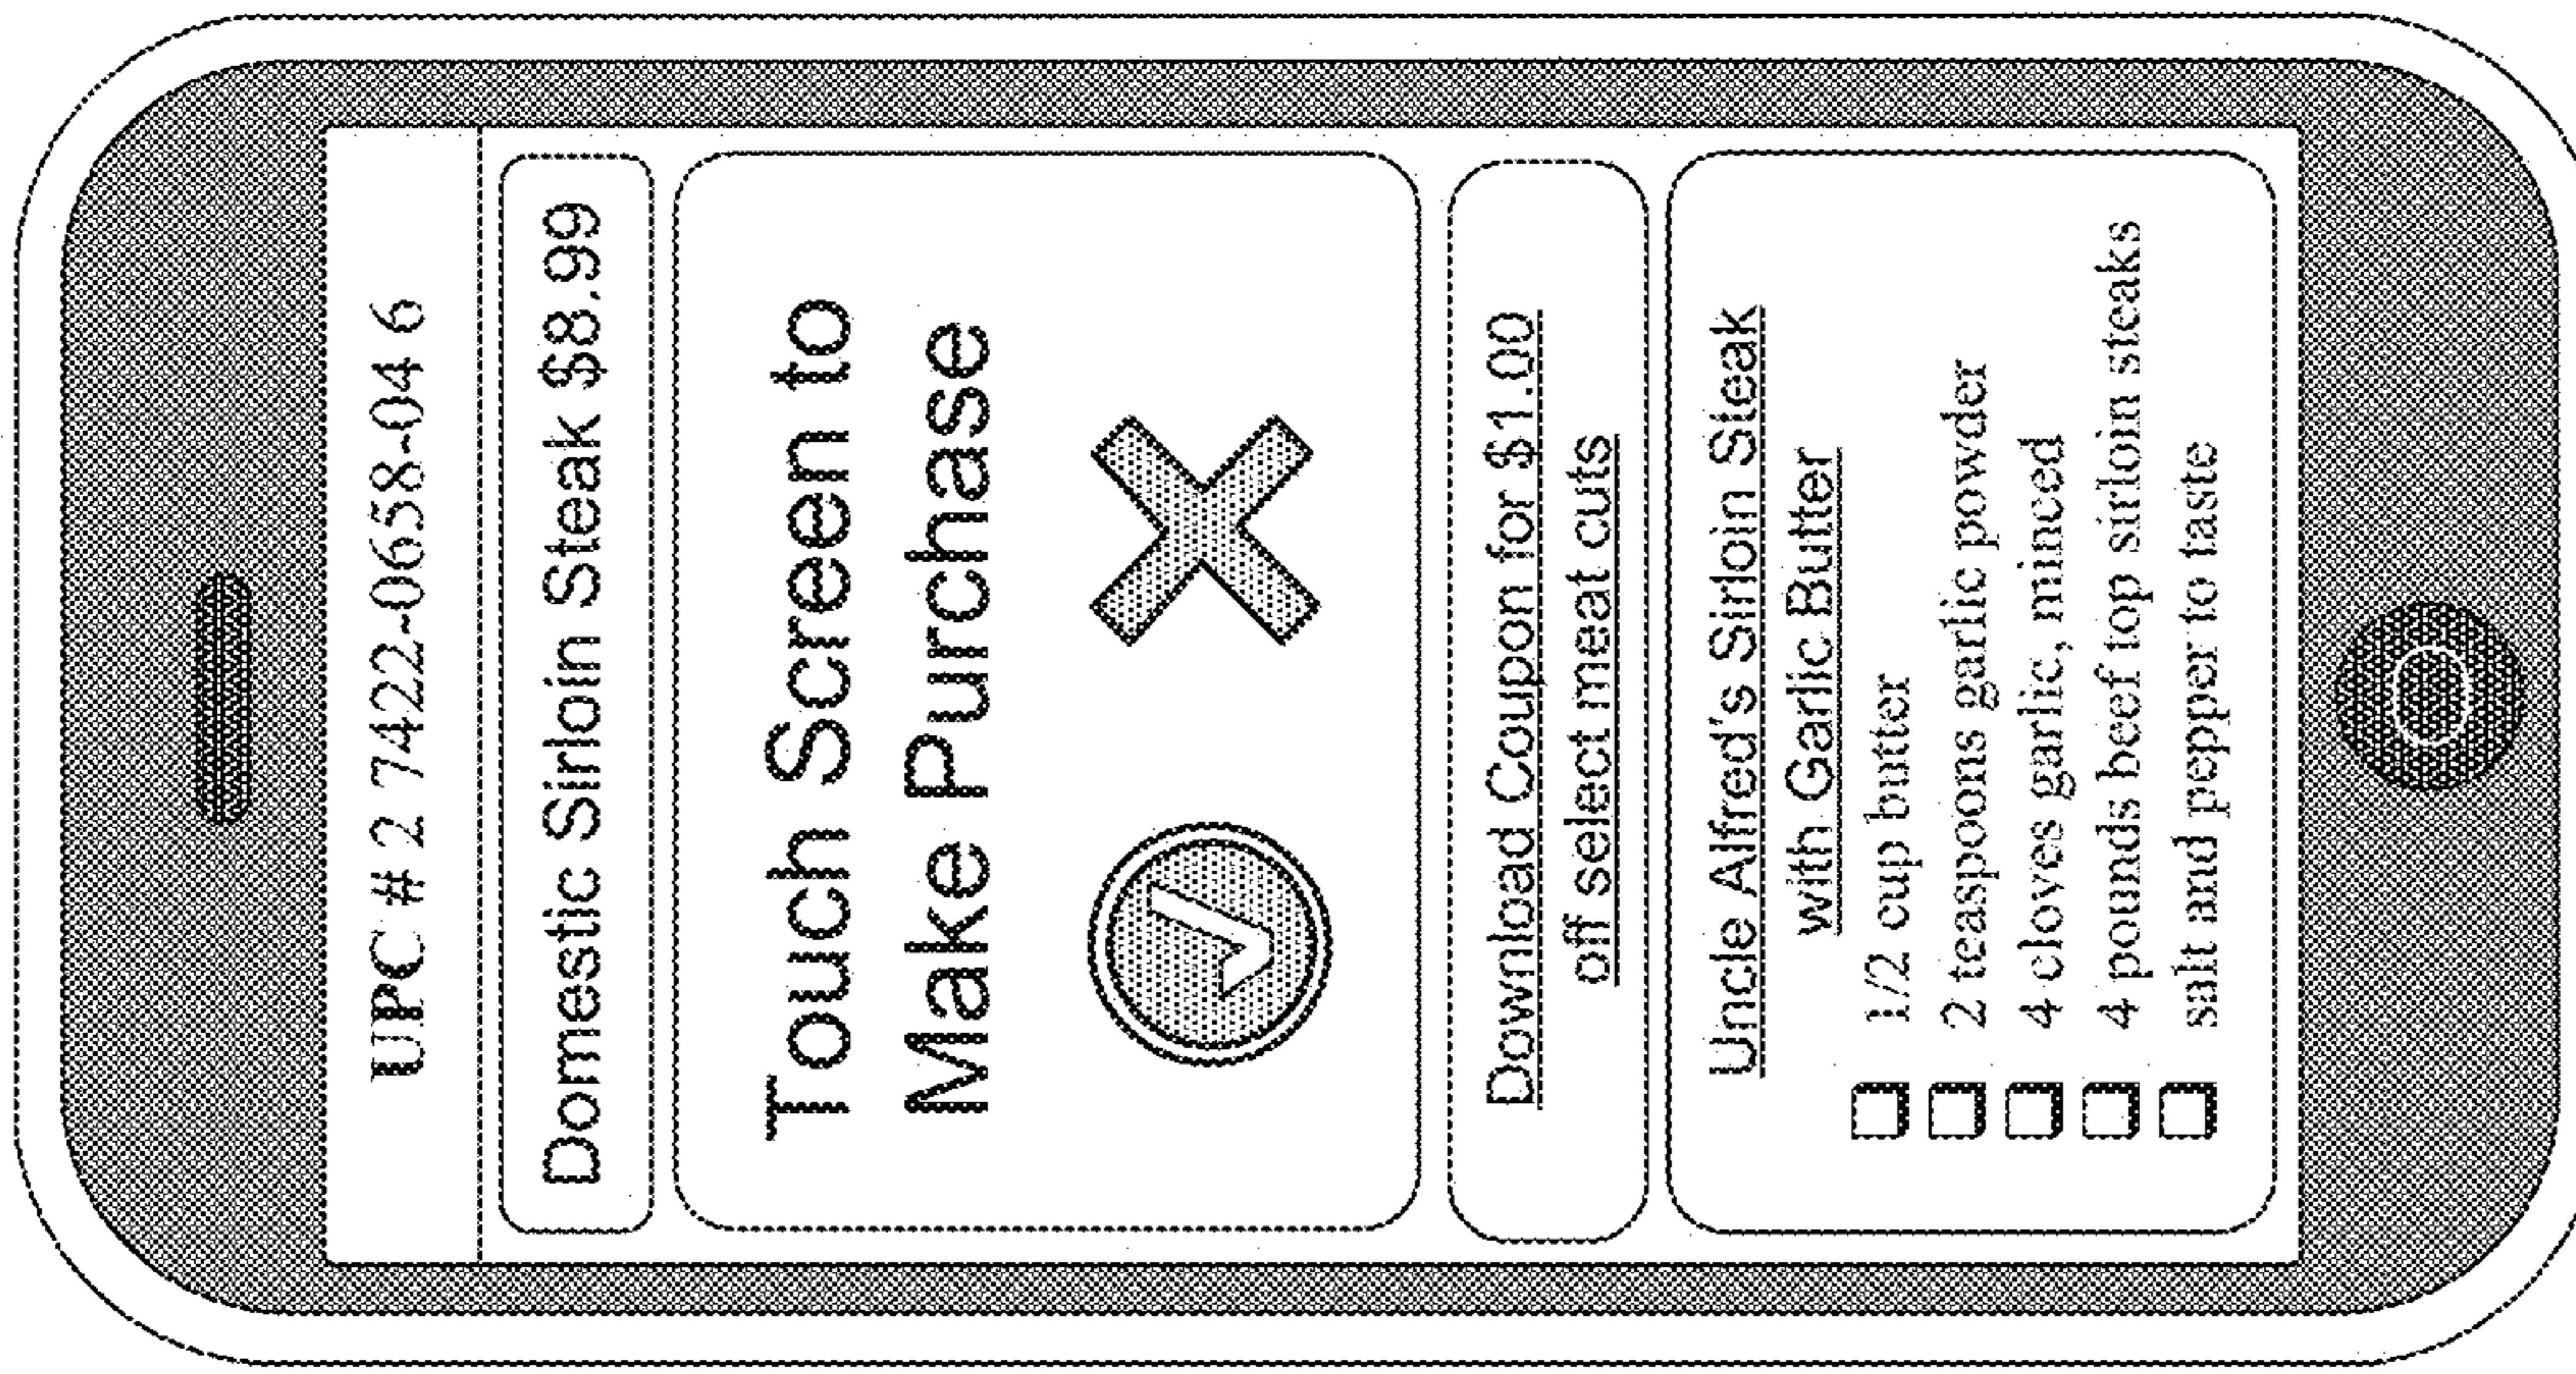 UPC # 2 7422-0658-04 6
Domestic Sirloin Steak $8.99
Touch Screen to
Make Purchase
Download Coupon for $1.00
off select meat cuts
Uncle Alfred's Sirloin Steak
with Garlic Butter
1/2 cup butter
2 teaspoons garlic powder
4 cloves garlic, minced
4 pounds beef top sirloin steaks
salt and pepper to taste